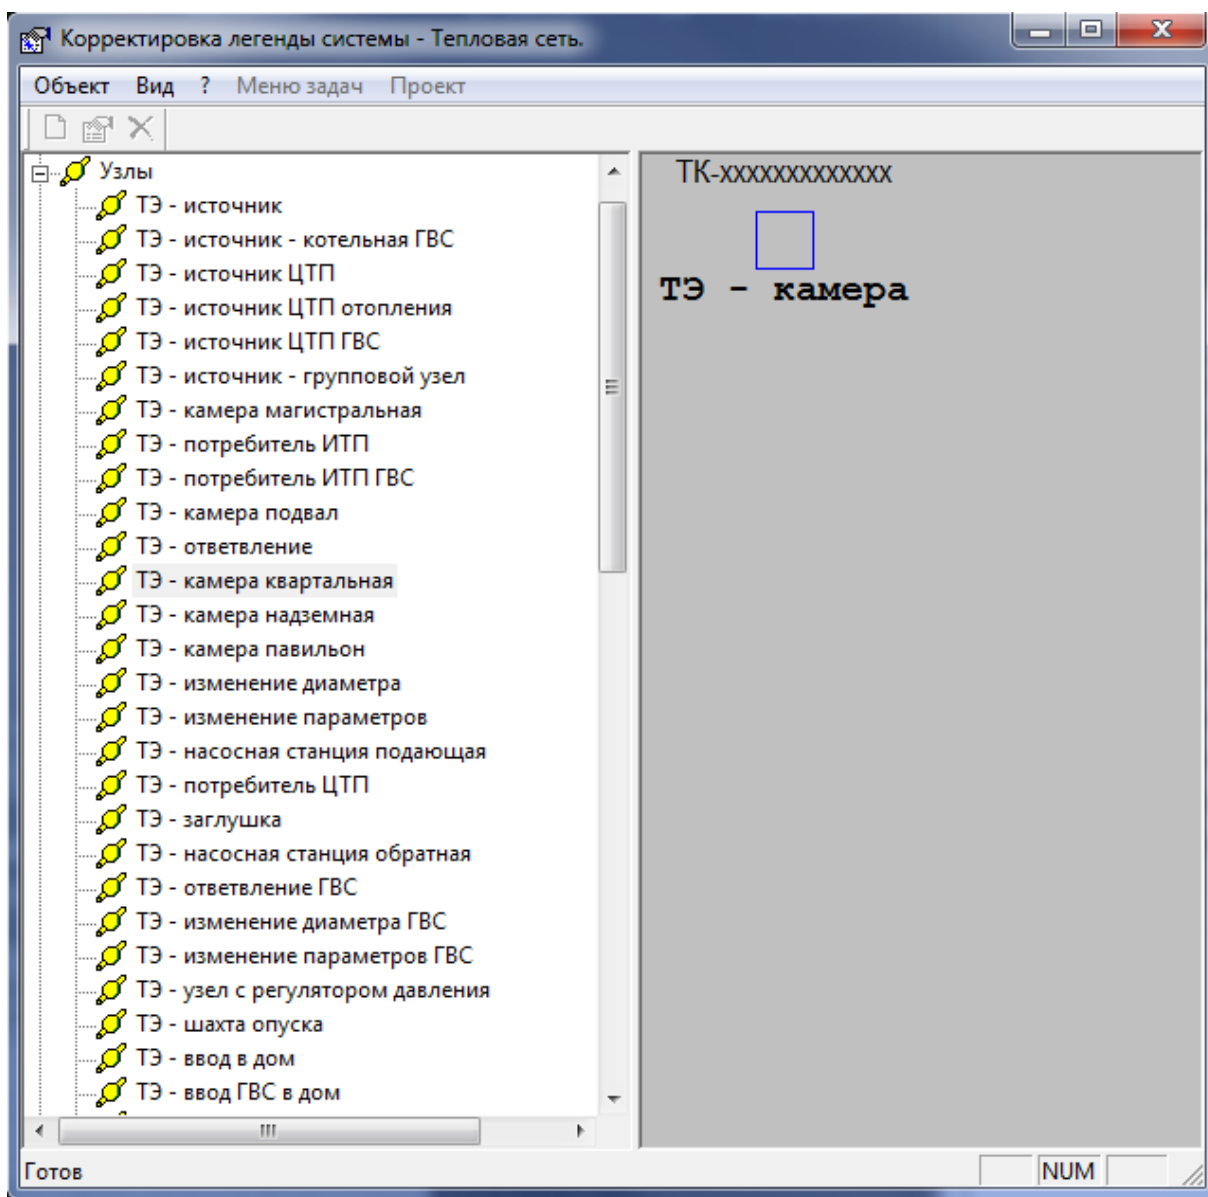 Корректировка легенды системы - Тепловая сеть.
Объект Вид ? Меню задач Проект
Узлы
ТЭ - источник
ТЭ - источник - котельная ГВС
ТЭ - источник ЦТП
ТЭ - источник ЦТП отопления
ТЭ - источник ЦТП ГВС
ТЭ - источник - групповой узел
ТЭ - камера магистральная
ТЭ - потребитель ИТП
ТЭ - потребитель ИТП ГВС
ТЭ - камера подвал
ТЭ - ответвление
ТЭ - камера квартальная
ТЭ - камера надземная
ТЭ - камера павильон
ТЭ - изменение диаметра
ТЭ - изменение параметров
ТЭ - насосная станция подающая
ТЭ - потребитель ЦТП
ТЭ - заглушка
ТЭ - насосная станция обратная
ТЭ - ответвление ГВС
ТЭ - изменение диаметра ГВС
ТЭ - изменение параметров ГВС
ТЭ - узел с регулятором давления
ТЭ - шахта опуска
ТЭ - ввод в дом
ТЭ - ввод ГВС в дом
ТК-xxxxxxxxxxxxx
ТЭ - камера
Готов
NUM